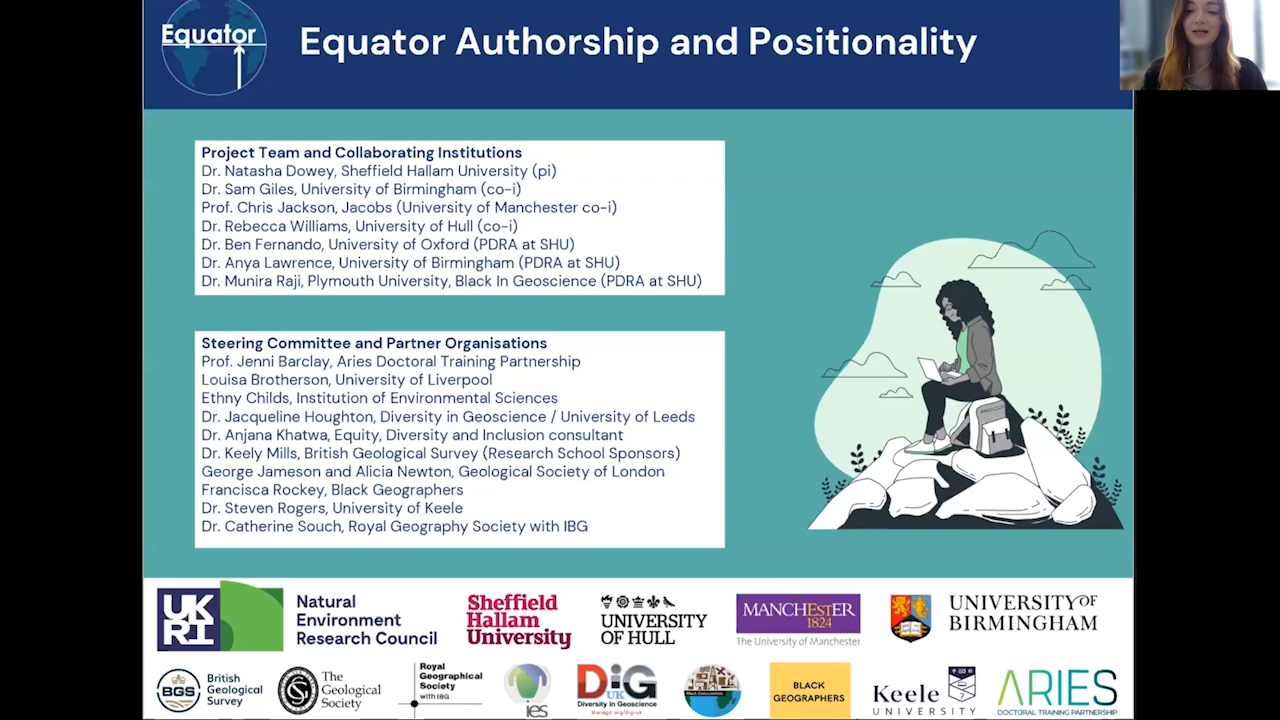 Equator
Equator Authorship and Positionality
Project Team and Collaborating Institutions
Dr. Natasha Dowey, Sheffield Hallam University (pi)
Dr. Sam Giles, University of Birmingham (co-i)
Prof. Chris Jackson, Jacobs (University of Manchester co-i)
Dr. Rebecca Williams, University of Hull (co-i)
Dr. Ben Fernando, University of Oxford (PDRA at SHU)
Dr. Anya Lawrence, University of Birmingham (PDRA at SHU)
Dr. Munira Raji, Plymouth University, Black In Geoscience (PDRA at SHU)
Steering Committee and Partner Organisations
Prof. Jenni Barclay, Aries Doctoral Training Partnership
Louisa Brotherson, University of Liverpool
Ethny Childs, Institution of Environmental Sciences
Dr. Jacqueline Houghton, Diversity in Geoscience / University of Leeds
Dr. Anjana Khatwa, Equity, Diversity and Inclusion consultant
Dr. Keely Mills, British Geological Survey (Research School Sponsors)
George Jameson and Alicia Newton, Geological Society of London
Francisca Rockey, Black Geographers
Dr. Steven Rogers, University of Keele
Dr. Catherine Souch, Royal Geography Society with IBG
UK
RI
Natural
Environment
Research Council
Sheffield
Hallam
University
UNIVERSITY
OF HULL
MANCHESTER
1824
The University of Manchester
UNIVERSITY OF
BIRMINGHAM
BGS
British
Geological
Survey
The
Geological
Society
Royal
Geographical
Society
with IBG
ies
DiG
UK
Diversity in Geoscience
BLACK
GEOGRAPHERS
Keele
UNIVERSITY
ARIES
DOCTORAL TRAINING PARTNERSHIP